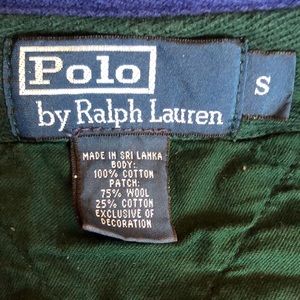 Polo
by Ralph Lauren
S
MADE IN SRI LANKA
BODY:
100% COTTON
PATCH:
75% WOOL
25% COTTON
EXCLUSIVE OF
DECORATION